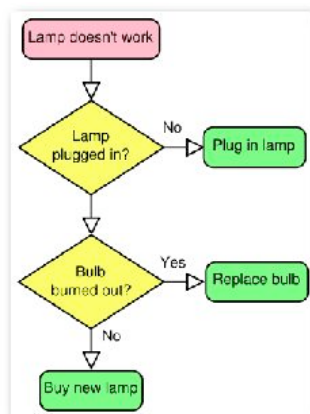 Lamp doesn't work
Lamp
plugged in?
No
Plug in lamp
Bulb
burned out?
Yes
Replace bulb
No
Buy new lamp